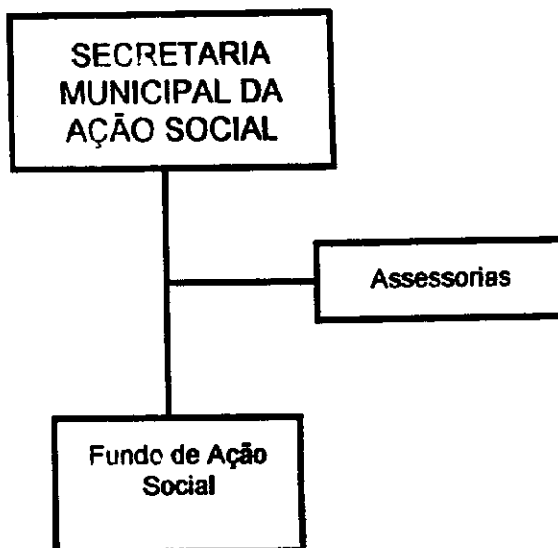 SECRETARIA
MUNICIPAL DA
AÇÃO SOCIAL
Assessorias
Fundo de Ação
Social